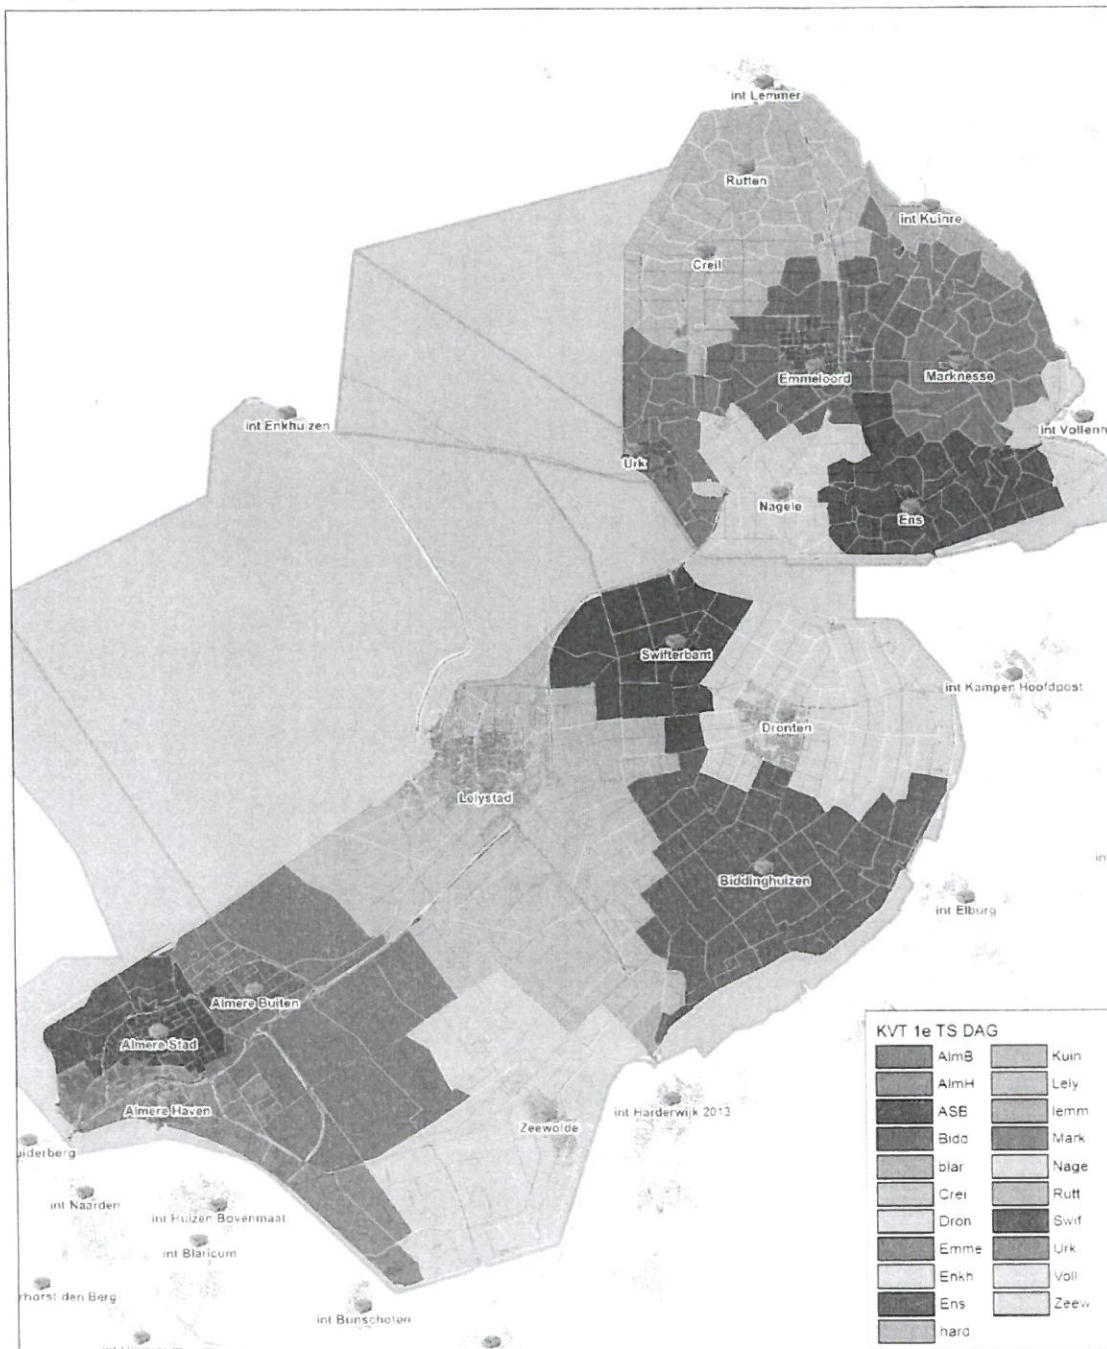 int Lemmer
Rutten
int Kuinre
Creil
Emmeloord
Marknesse
int Enkhuizen
int Vollenh
Urk
Nagele
Ens
Swifterbant
int Kampen Hoofdpost
Dronten
Lelystad
Biddinghuizen
int Elburg
Almere Buiten
Almere Stad
Almere Haven
int Harderwijk 2013
Zeewolde
uiderberg
int Naarden
int Huizen Bovenmaat
int Blaricum
rhorst den Berg
int Bunschoten
KVT 1e TS DAG
AlmB
AlmH
ASB
Bidd
blar
Crei
Dron
Emme
Enkh
Ens
hard
Kuin
Lely
lemm
Mark
Nage
Rutt
Swif
Urk
Voll
Zeew